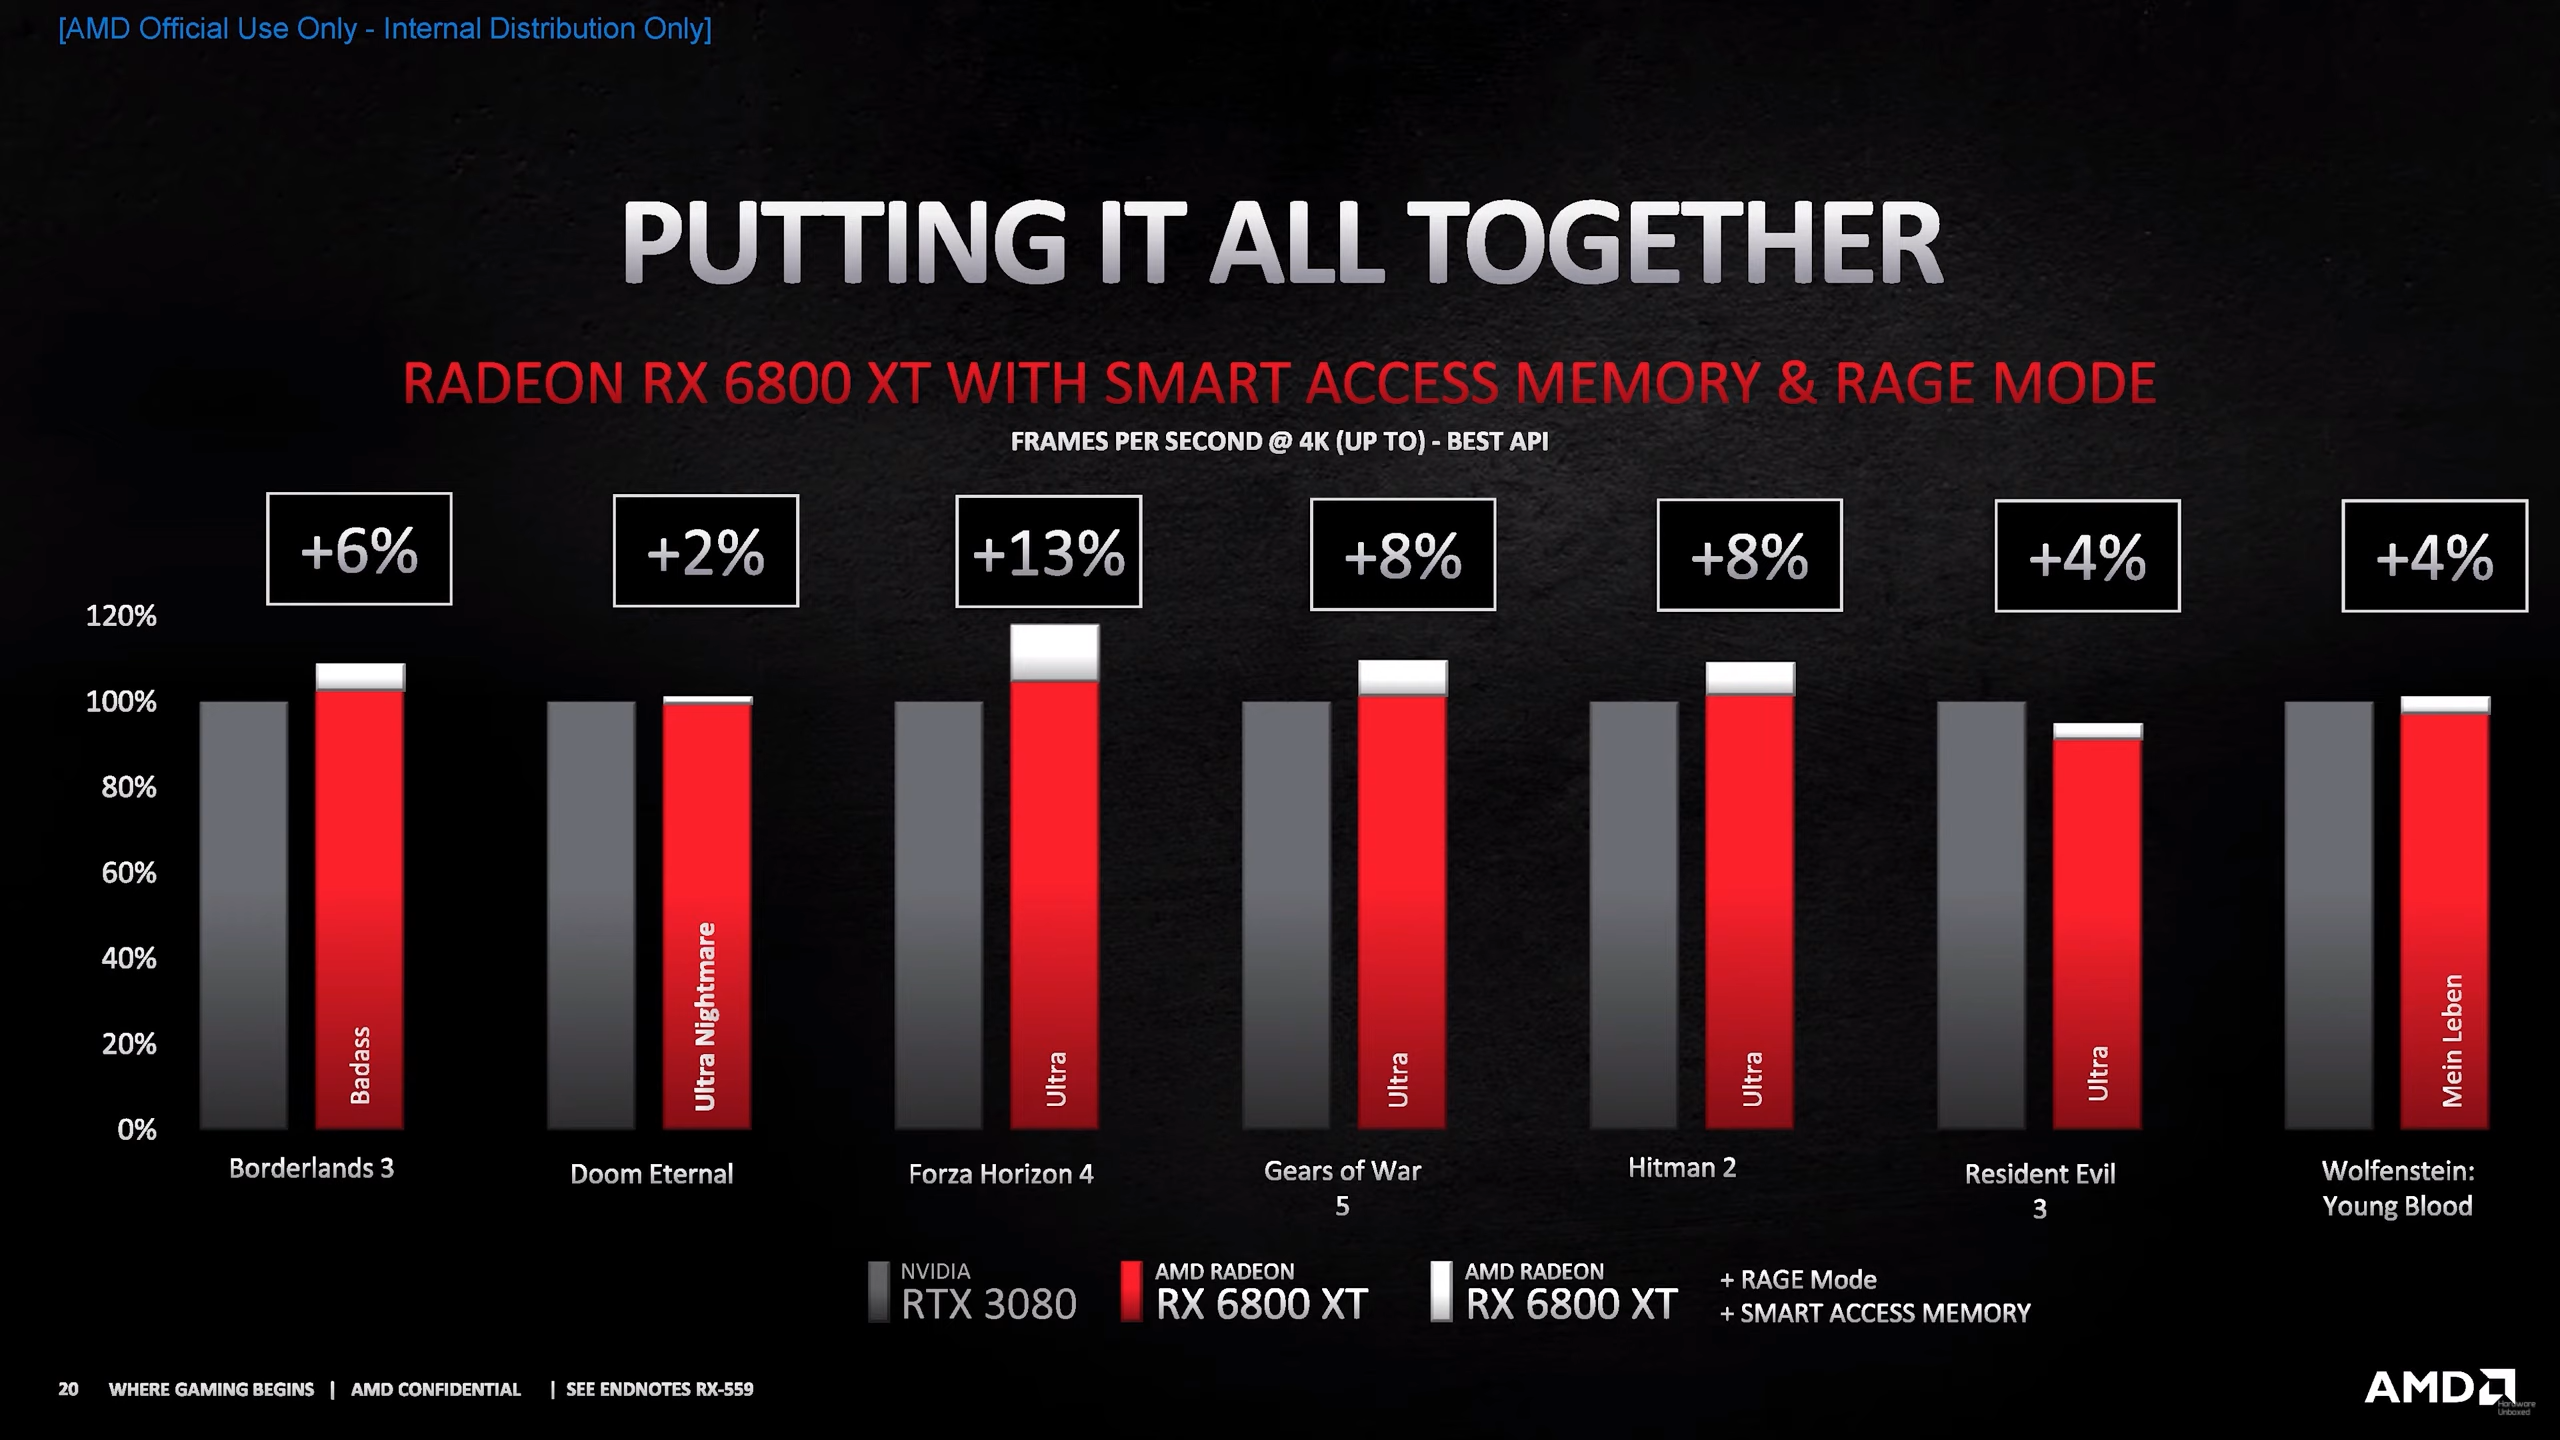 [AMD Official Use Only - Internal Distribution Only]
PUTTING IT ALL TOGETHER
RADEON RX 6800 XT WITH SMART ACCESS MEMORY & RAGE MODE
FRAMES PER SECOND @ 4K (UP TO) - BEST API
+6%
+2%
+13%
+8%
+8%
+4%
+4%
120%
100%
80%
60%
40%
20%
0%
Badass
Ultra Nightmare
Ultra
Ultra
Ultra
Ultra
Mein Leben
Borderlands 3
Doom Eternal
Forza Horizon 4
Gears of War
5
Hitman 2
Resident Evil
3
Wolfenstein:
Young Blood
NVIDIA
RTX 3080
AMD RADEON
RX 6800 XT
AMD RADEON
RX 6800 XT
+ RAGE Mode
+ SMART ACCESS MEMORY
20 WHERE GAMING BEGINS | AMD CONFIDENTIAL | SEE ENDNOTES RX-559
AMD
Hardware
Unboxed